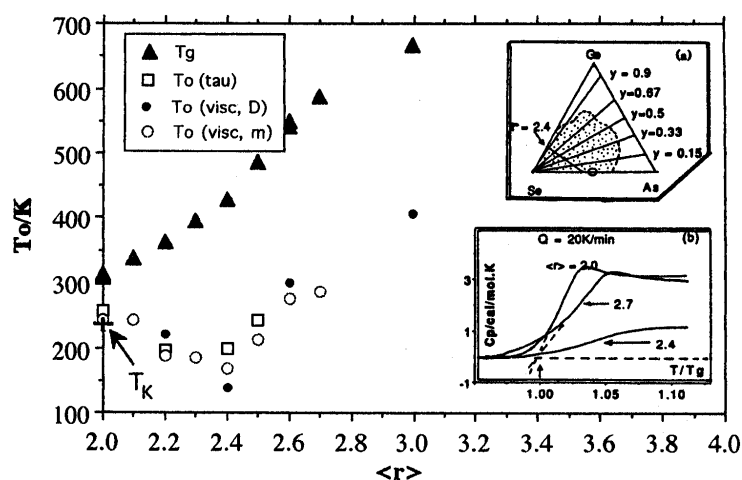 700
600
500
400
300
200
100
To/K
Tg
To (tau)
To (visc, D)
To (visc, m)
T_K
2.0 2.2 2.4 2.6 2.8 3.0 3.2 3.4 3.6 3.8 4.0
<r>
(a)
Ge
y = 0.9
y=0.67
y=0.5
y=0.33
y = 0.15
= 2.4
Se As
Q = 20K/min (b)
<r> = 2.0
2.7
2.4
Cp/cal/mol.K
3
1
-1
T/Tg
1.00 1.05 1.10